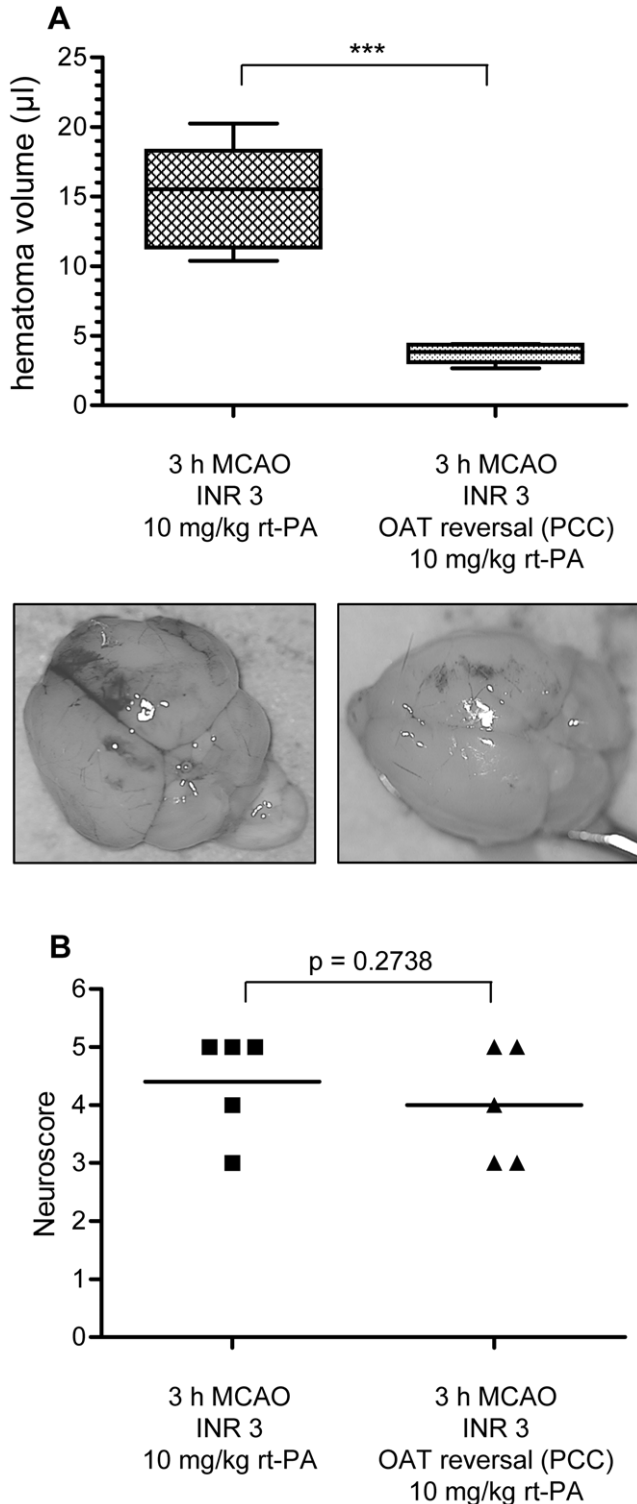 A
***
hematoma volume (µl)
25
20
15
10
5
0
3 h MCAO
INR 3
10 mg/kg rt-PA
3 h MCAO
INR 3
OAT reversal (PCC)
10 mg/kg rt-PA
B
p = 0.2738
Neuroscore
6
5
4
3
2
1
0
3 h MCAO
INR 3
10 mg/kg rt-PA
3 h MCAO
INR 3
OAT reversal (PCC)
10 mg/kg rt-PA